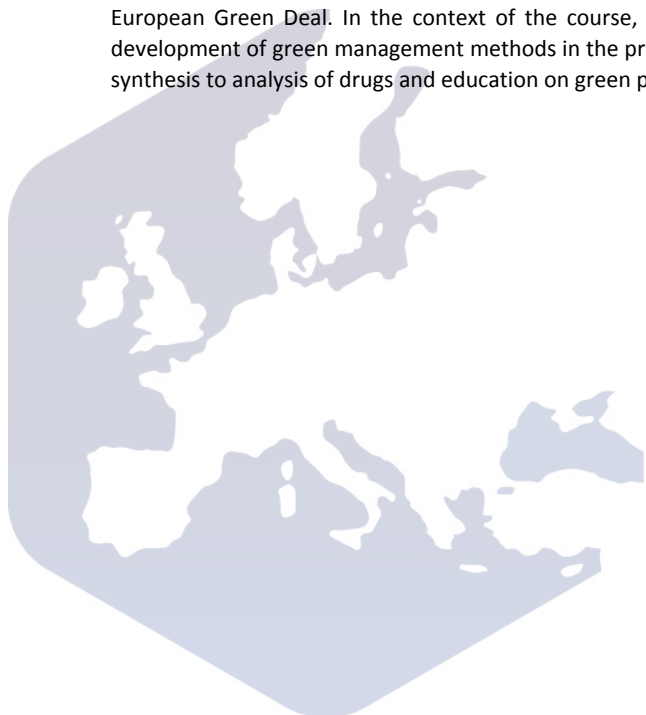 European Green Deal. In the context of the course,
development of green management methods in the pr
synthesis to analysis of drugs and education on green p